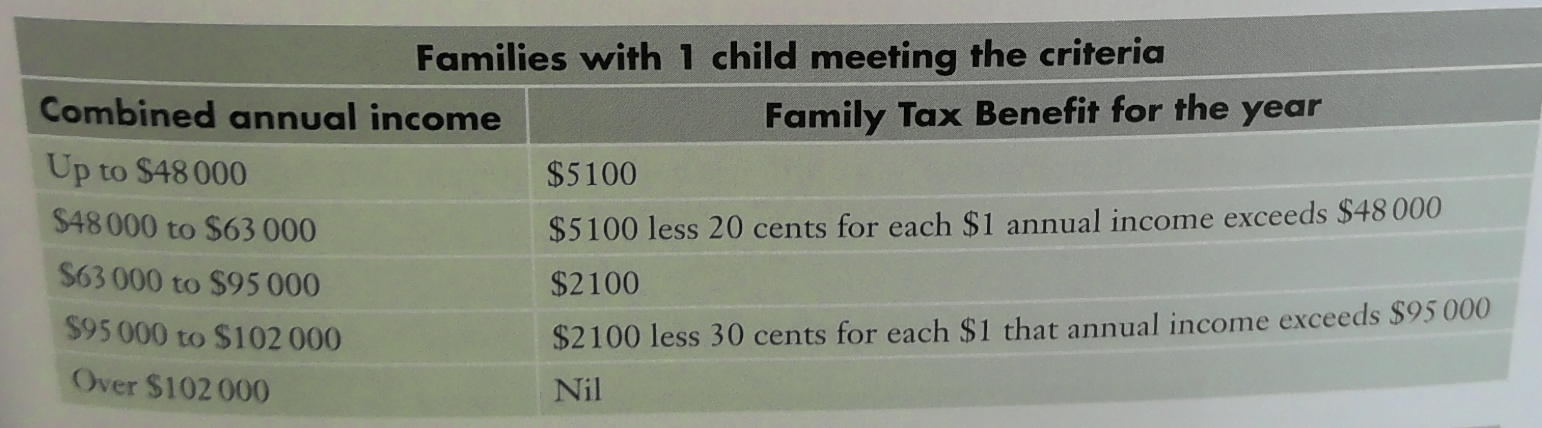 Families with 1 child meeting the criteria
Combined annual income Family Tax Benefit for the year
Up to $48 000 $5100
$48 000 to $63 000 $5100 less 20 cents for each $1 annual income exceeds $48 000
$63 000 to $95 000 $2100
$95 000 to $102 000 $2100 less 30 cents for each $1 that annual income exceeds $95 000
Over $102 000 Nil